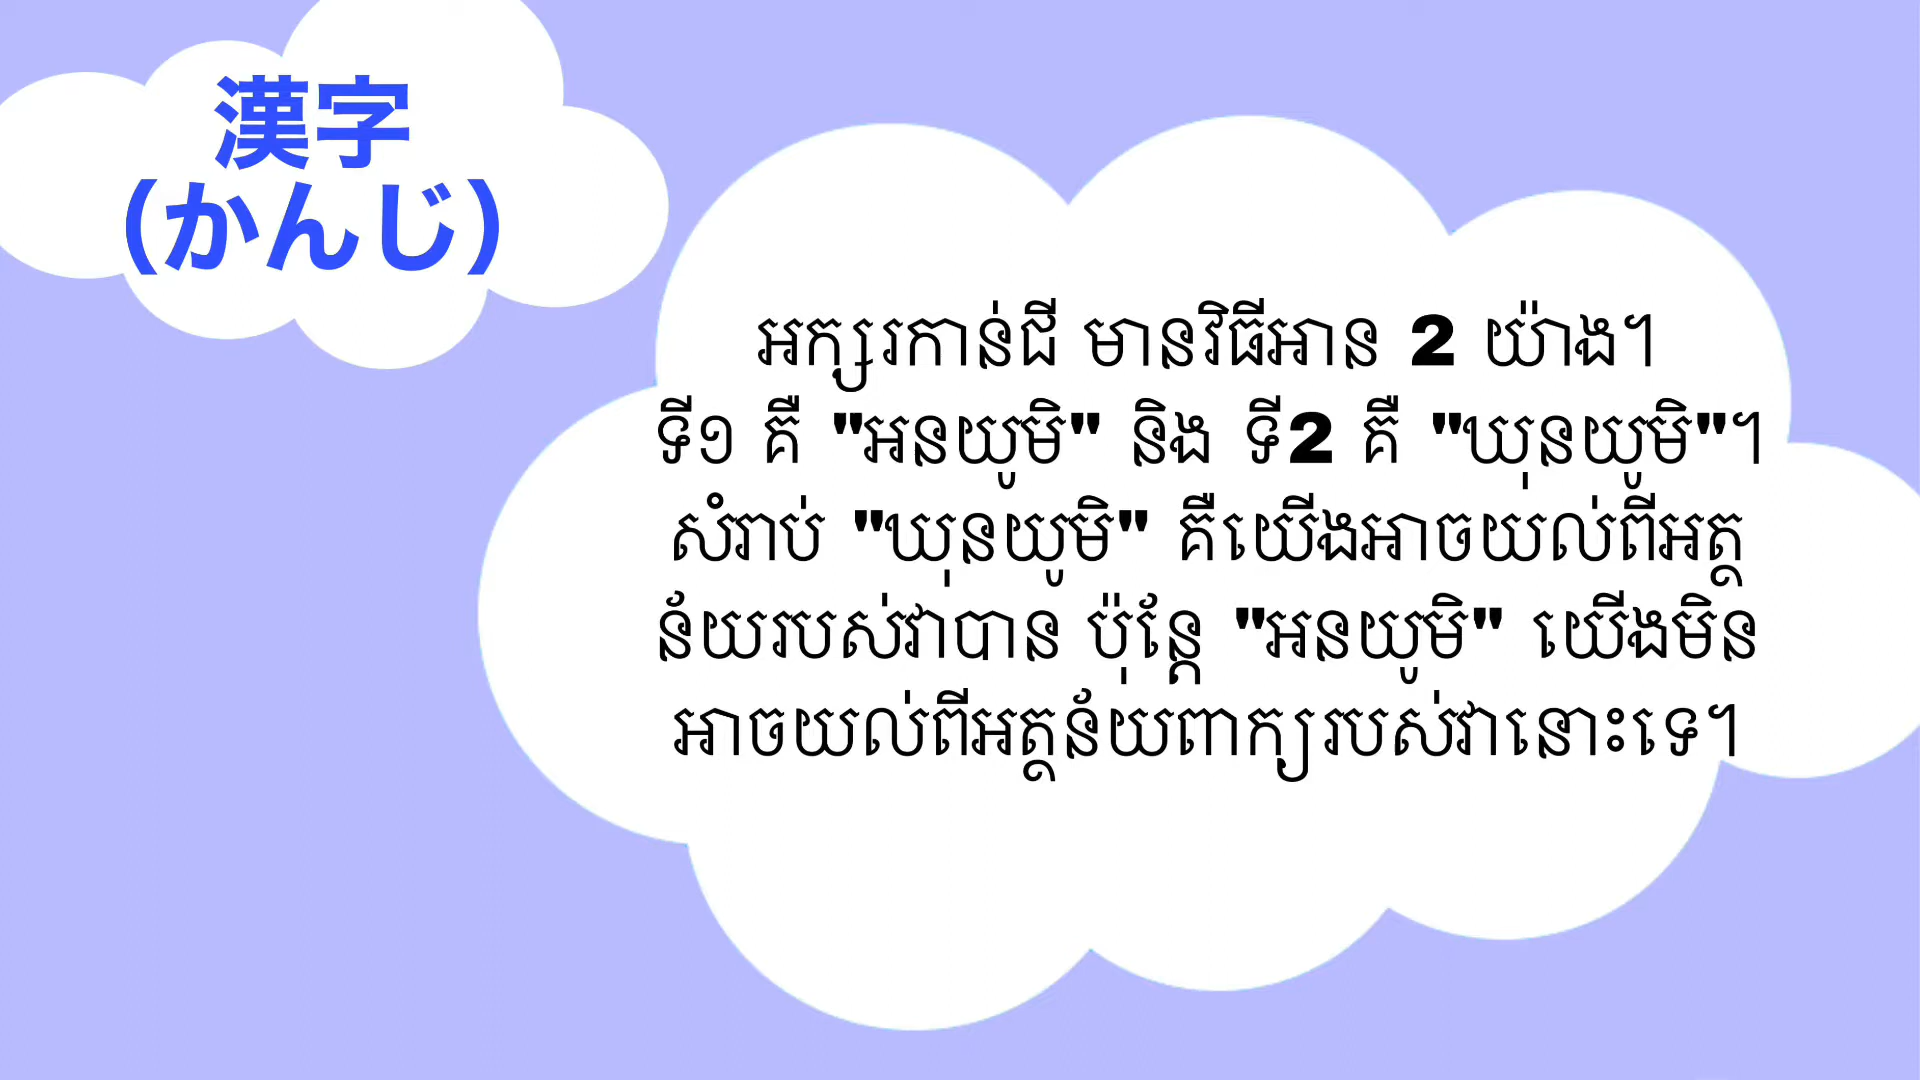 漢字
(かんじ)
អក្សរកាន់ជី មានវិធីអាន 2 យ៉ាង។
ទី១ គឺ "អនយូមិ" និង ទី2 គឺ "ឃុនយូមិ"។
សំរាប់ "ឃុនយូមិ" គឺយើងអាចយល់ពីអត្ថ
ន័យរបស់វាបាន ប៉ុន្តែ "អនយូមិ" យើងមិន
អាចយល់ពីអត្ថន័យពាក្យរបស់វានោះទេ។